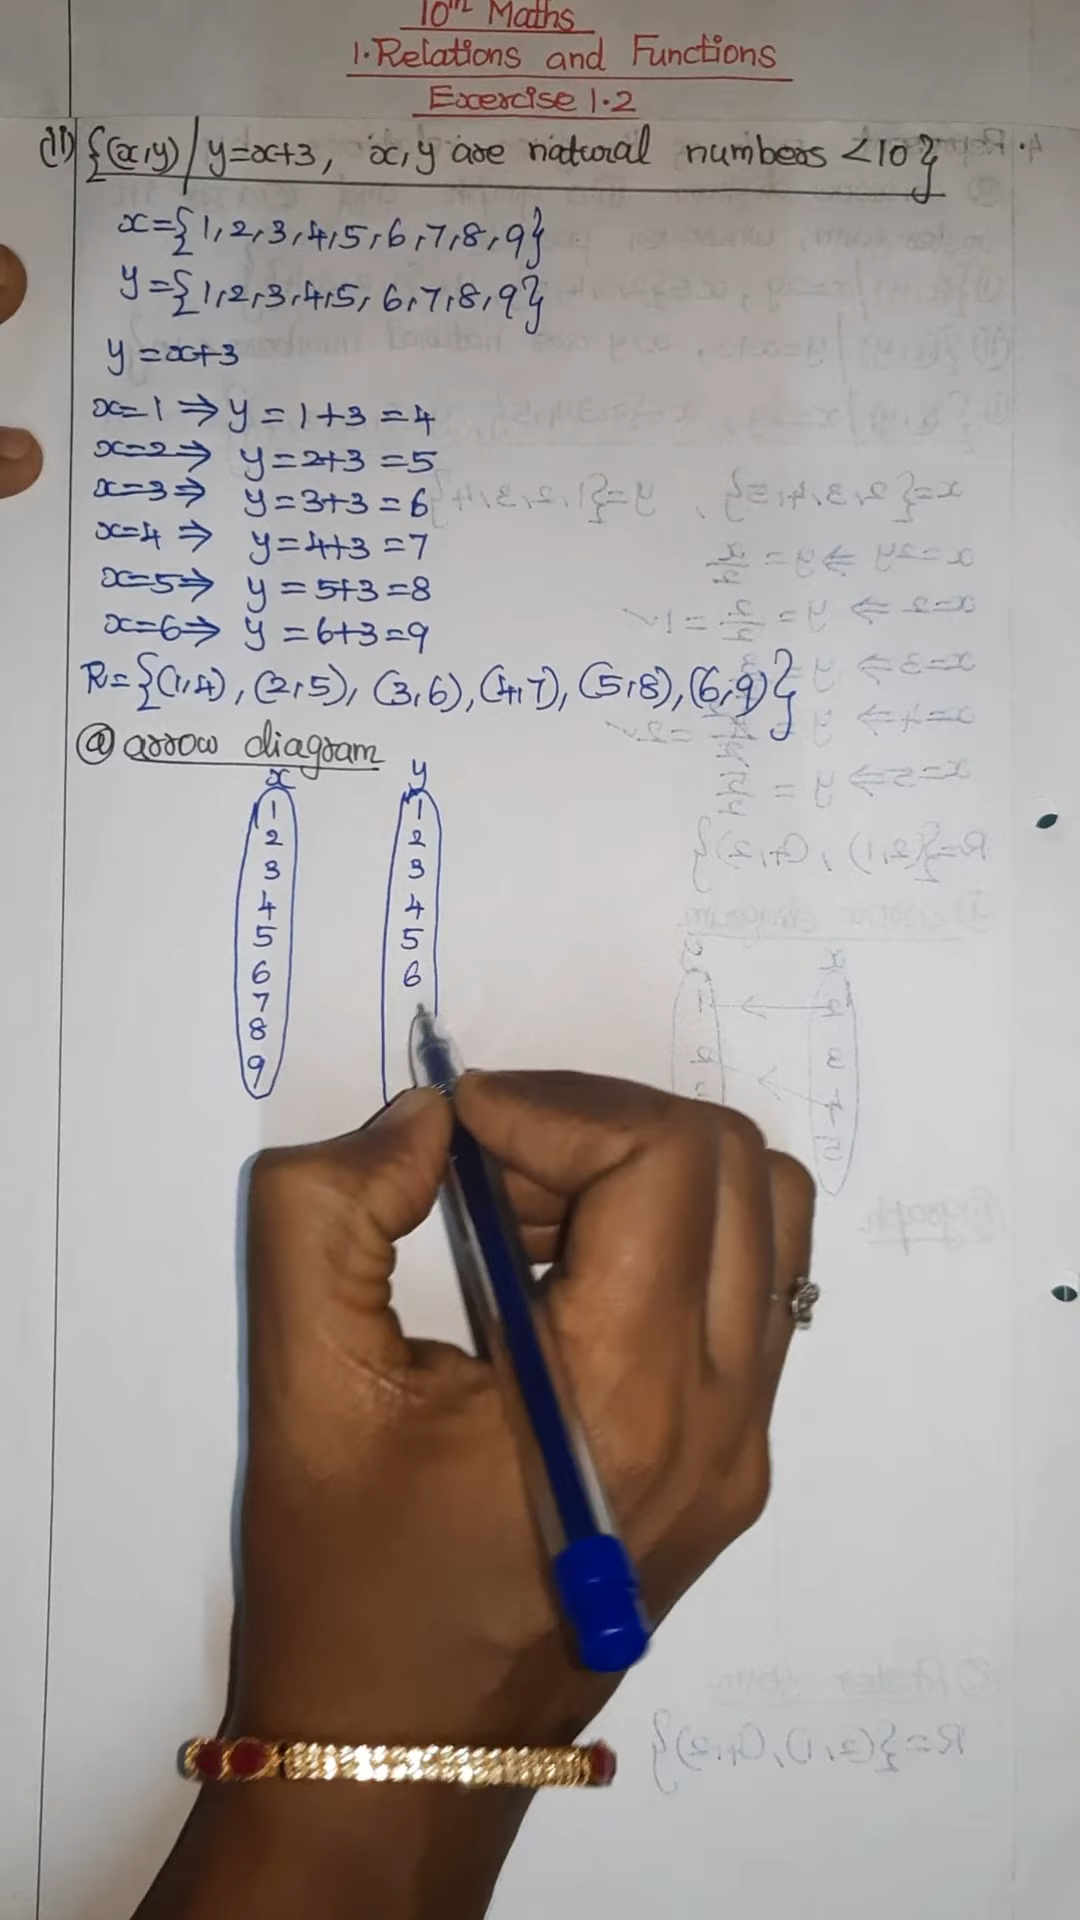 10th Maths
1. Relations and Functions
Exercise 1.2
(ii) {(x,y) / y=x+3, x,y are natural numbers <10}
x={1,2,3,4,5,6,7,8,9}
y={1,2,3,4,5,6,7,8,9}
y=x+3
x=1 ⇒ y = 1+3 = 4
x=2 ⇒ y = 2+3 = 5
x=3 ⇒ y = 3+3 = 6
x=4 ⇒ y = 4+3 = 7
x=5 ⇒ y = 5+3 = 8
x=6 ⇒ y = 6+3 = 9
R={(1,4), (2,5), (3,6), (4,7), (5,8), (6,9)}
ⓐ arrow diagram
x y
1 1
2 2
3 3
4 4
5 5
6 6
7
8
9